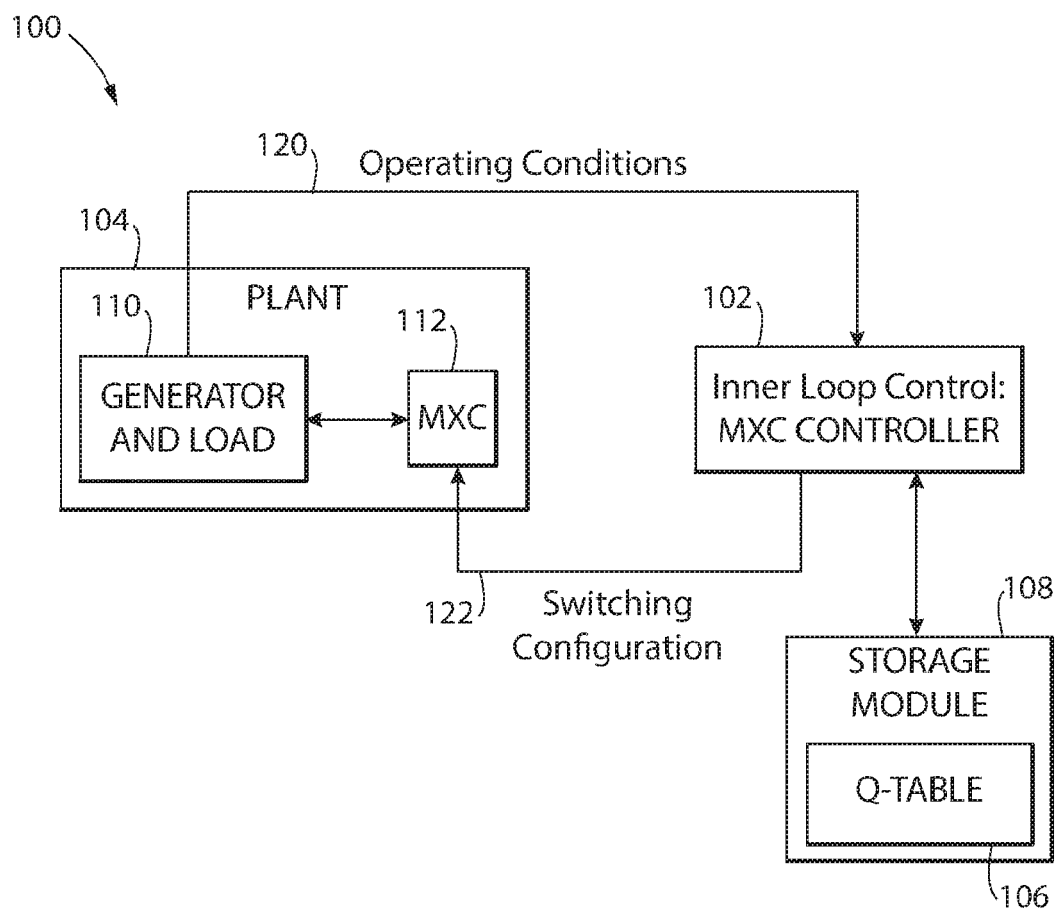 100
120
Operating Conditions
104
PLANT
110
112
102
GENERATOR
AND LOAD
MXC
Inner Loop Control:
MXC CONTROLLER
122
Switching
Configuration
108
STORAGE
MODULE
Q-TABLE
106